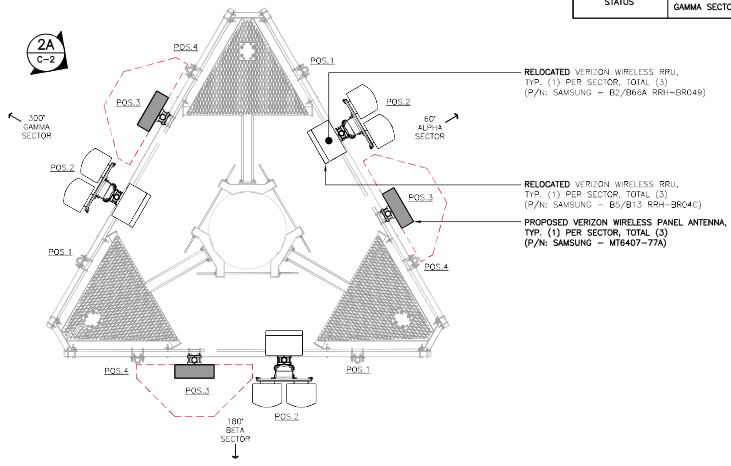 STATUS
GAMMA SECTO
2A
C-2
POS.4
POS.1
RELOCATED VERIZON WIRELESS RRU,
TYP. (1) PER SECTOR, TOTAL (3)
(P/N: SAMSUNG - B2/B66A RRH-BR049)
POS.3
POS.2
300°
GAMMA
SECTOR
60°
ALPHA
SECTOR
POS.2
RELOCATED VERIZON WIRELESS RRU,
TYP. (1) PER SECTOR, TOTAL (3)
(P/N: SAMSUNG - B5/B13 RRH-BR04C)
POS.3
PROPOSED VERIZON WIRELESS PANEL ANTENNA,
TYP. (1) PER SECTOR, TOTAL (3)
(P/N: SAMSUNG - MT6407-77A)
POS.1
POS.4
POS.4
POS.1
POS.3
POS.2
180°
BETA
SECTOR